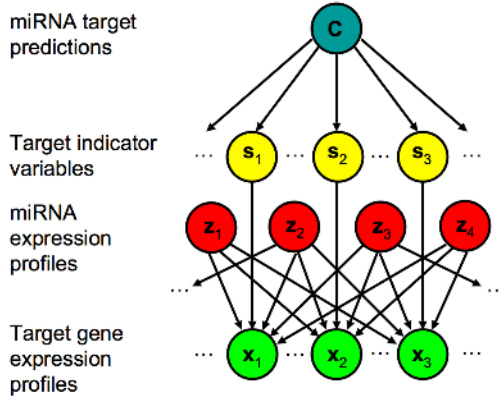 miRNA target
predictions
C
Target indicator
variables
... s1 ... s2 ... s3 ...
miRNA
expression
profiles
z1 z2 z3 z4
... ...
Target gene
expression
profiles
... x1 ... x2 ... x3 ...